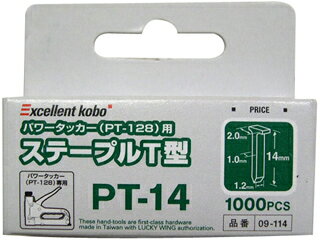 Excellent kobo
パワータッカー(PT-128)用
ステープルT型
パワータッカー
(PT-128)専用
PT-14
These hand-tools are first-class hardware
made in Taiwan with LUCKY WING authorization.
PRICE
2.0mm
1.0mm
14mm
1.2mm
1000PCS
品番 09-114